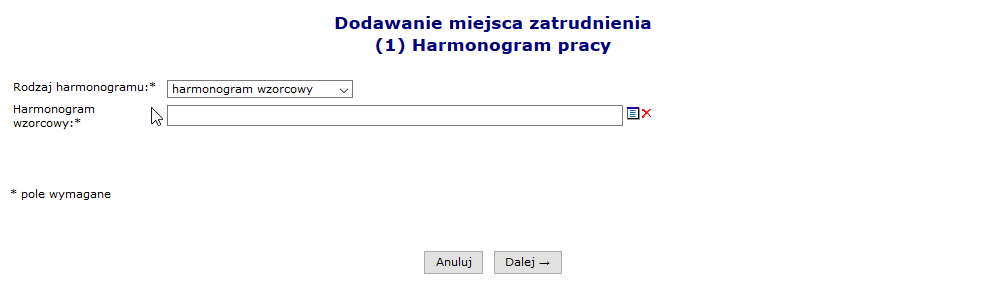 Dodawanie miejsca zatrudnienia
(1) Harmonogram pracy
Rodzaj harmonogramu:* harmonogram wzorcowy
Harmonogram
wzorcowy:*
* pole wymagane
Anuluj Dalej →